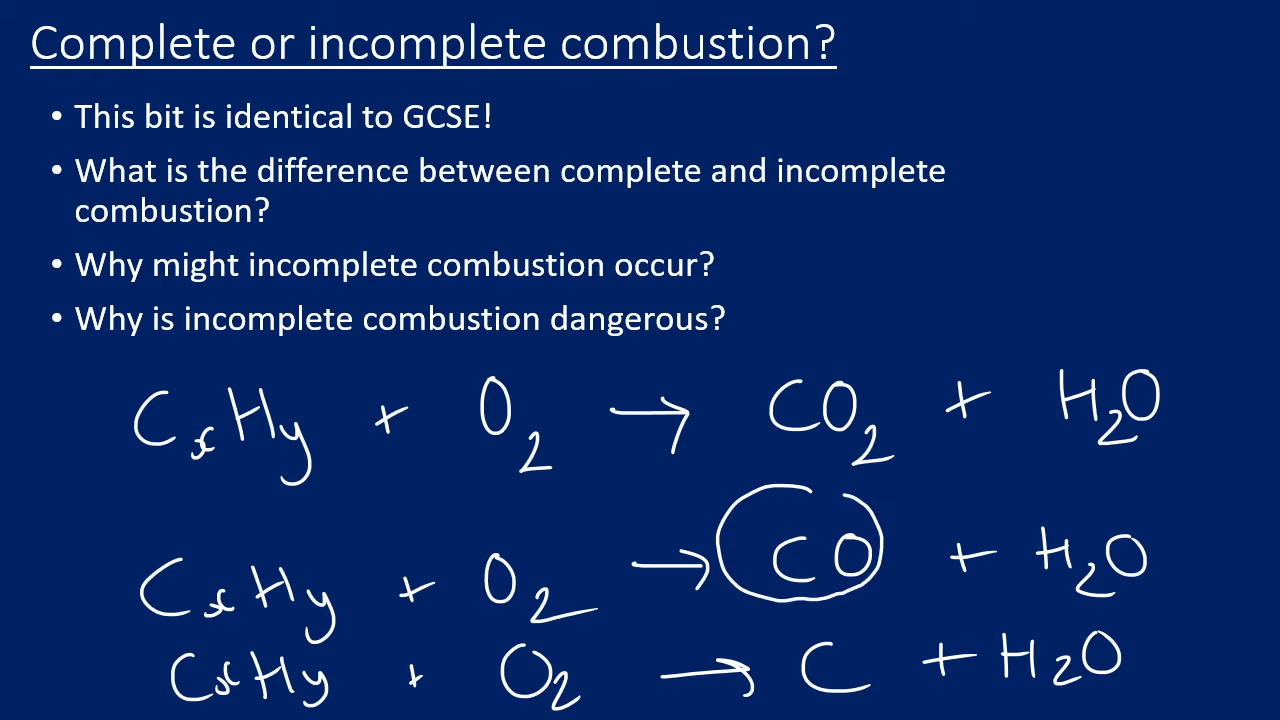 Complete or incomplete combustion?
• This bit is identical to GCSE!
• What is the difference between complete and incomplete
combustion?
• Why might incomplete combustion occur?
• Why is incomplete combustion dangerous?
CxHy + O2 → CO2 + H2O
CxHy + O2 → CO + H2O
CxHy + O2 → C + H2O